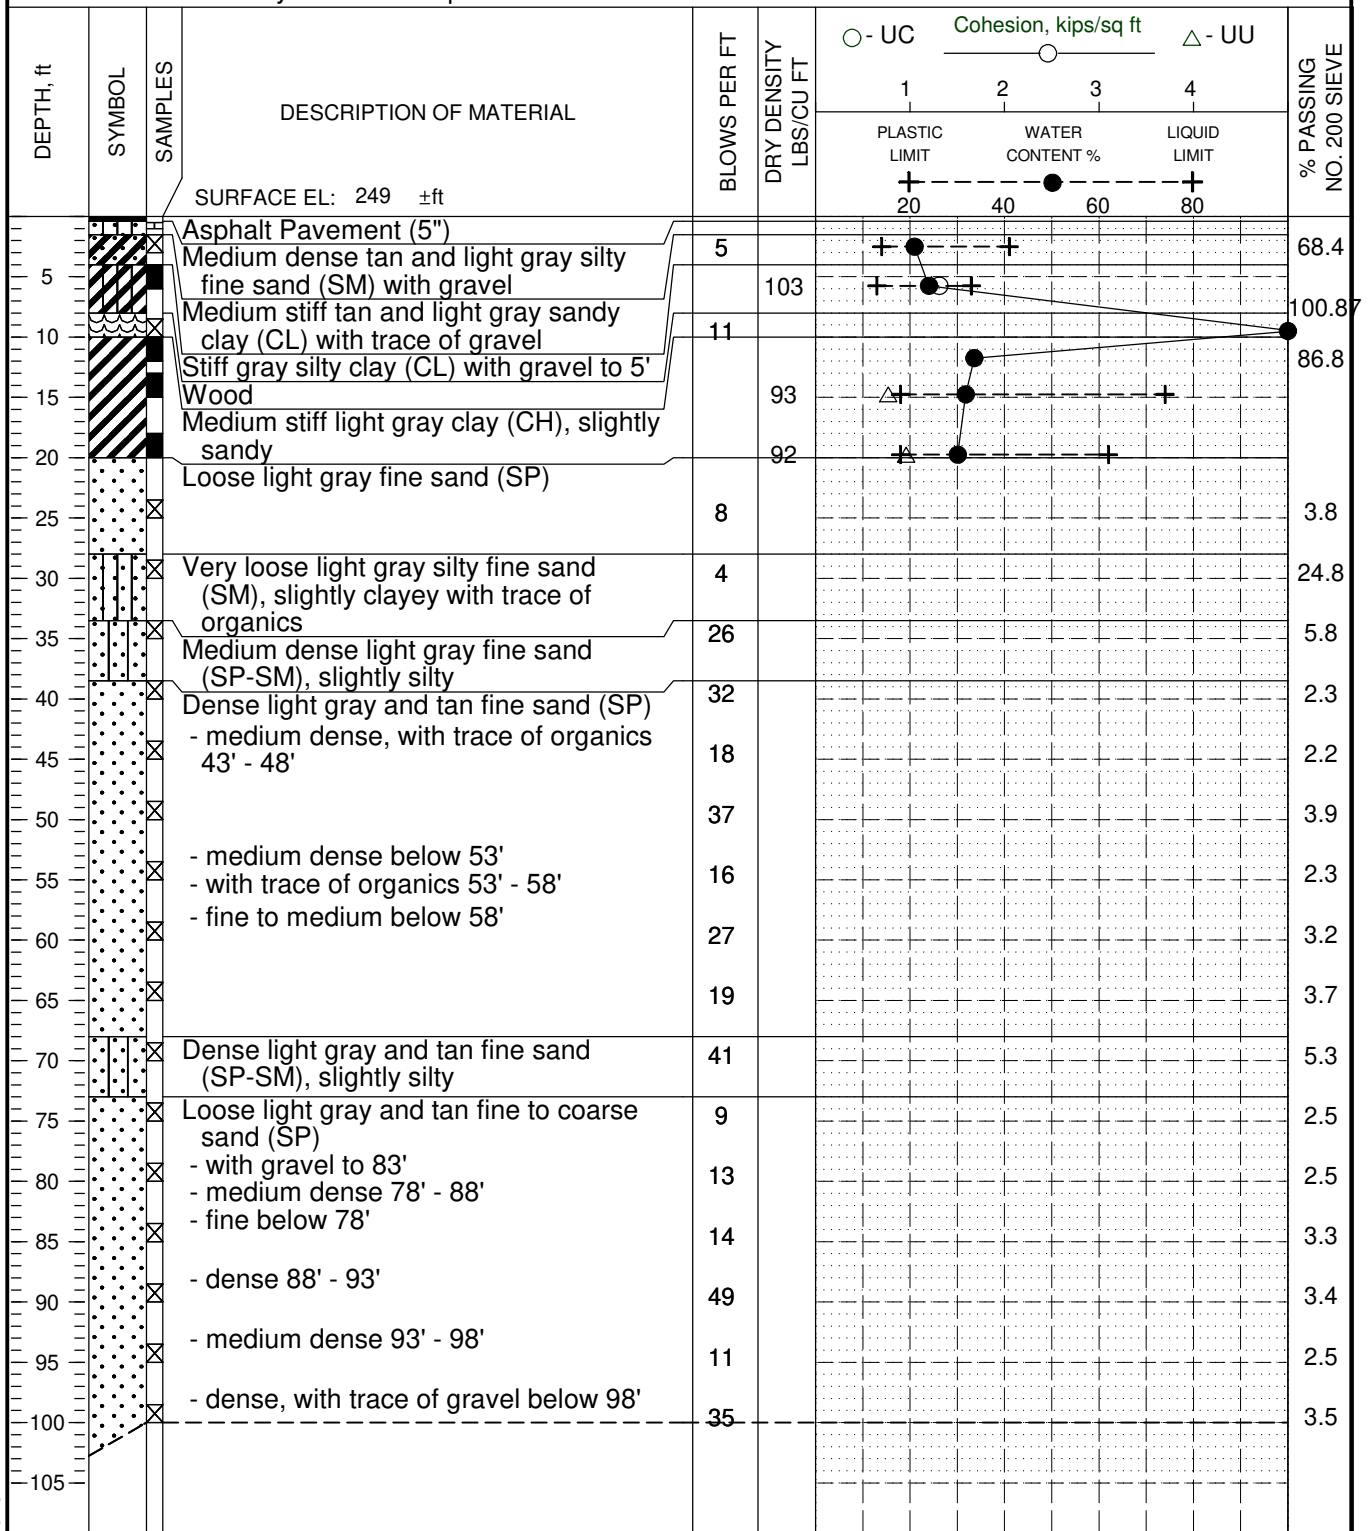 ○ - UC
Cohesion, kips/sq ft
△ - UU
1 2 3 4
DEPTH, ft
SYMBOL
SAMPLES
DESCRIPTION OF MATERIAL
BLOWS PER FT
DRY DENSITY
LBS/CU FT
PLASTIC
LIMIT
WATER
CONTENT %
LIQUID
LIMIT
% PASSING
NO. 200 SIEVE
SURFACE EL: 249 ±ft
20 40 60 80
Asphalt Pavement (5")
Medium dense tan and light gray silty
fine sand (SM) with gravel
5 68.4
5 103
Medium stiff tan and light gray sandy
clay (CL) with trace of gravel
100.87
10 11
Stiff gray silty clay (CL) with gravel to 5'
86.8
Wood
15 93
Medium stiff light gray clay (CH), slightly
sandy
20 92
Loose light gray fine sand (SP)
25 8 3.8
Very loose light gray silty fine sand
30 4 24.8
(SM), slightly clayey with trace of
organics
35 26 5.8
Medium dense light gray fine sand
(SP-SM), slightly silty
40 32 2.3
Dense light gray and tan fine sand (SP)
- medium dense, with trace of organics
43' - 48'
45 18 2.2
50 37 3.9
- medium dense below 53'
55 16 2.3
- with trace of organics 53' - 58'
- fine to medium below 58'
60 27 3.2
65 19 3.7
Dense light gray and tan fine sand
70 41 5.3
(SP-SM), slightly silty
Loose light gray and tan fine to coarse
75 9 2.5
sand (SP)
- with gravel to 83'
80 13 2.5
- medium dense 78' - 88'
- fine below 78'
85 14 3.3
- dense 88' - 93'
90 49 3.4
- medium dense 93' - 98'
95 11 2.5
- dense, with trace of gravel below 98'
100 35 3.5
105